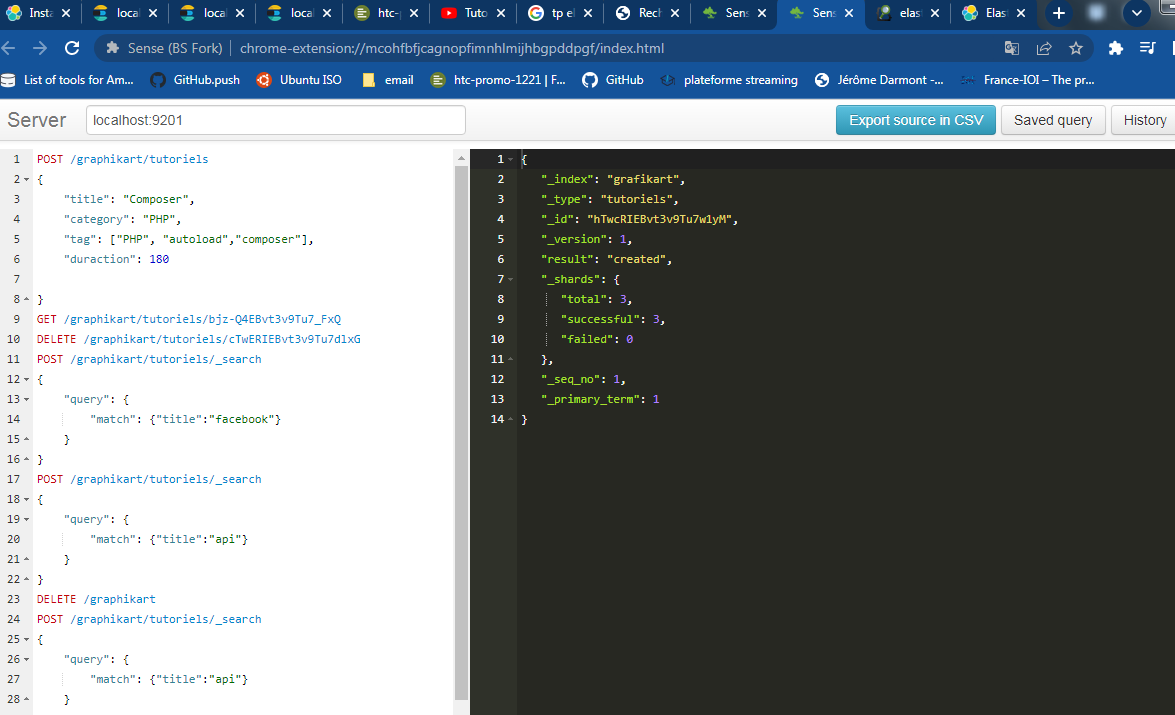 Insta
local
local
local
htc-p
Tuto
tp el
Rech
Sens
Sens
elast
Elast
Sense (BS Fork) | chrome-extension://mcohfbfjcagnopfimnhlmijhbgpddpgf/index.html
List of tools for Am...
GitHub.push
Ubuntu ISO
email
htc-promo-1221 | F...
GitHub
plateforme streaming
Jérôme Darmont -...
France-IOI – The pr...
Server
localhost:9201
Export source in CSV
Saved query
History
1 POST /graphikart/tutoriels
2 {
3 "title": "Composer",
4 "category": "PHP",
5 "tag": ["PHP", "autoload","composer"],
6 "duraction": 180
7
8 }
9 GET /graphikart/tutoriels/bjz-Q4EBvt3v9Tu7_FxQ
10 DELETE /graphikart/tutoriels/cTwERIEBvt3v9Tu7dlxG
11 POST /graphikart/tutoriels/_search
12 {
13 "query": {
14 "match": {"title":"facebook"}
15 }
16 }
17 POST /graphikart/tutoriels/_search
18 {
19 "query": {
20 "match": {"title":"api"}
21 }
22 }
23 DELETE /graphikart
24 POST /graphikart/tutoriels/_search
25 {
26 "query": {
27 "match": {"title":"api"}
28 }
1 {
2 "_index": "grafikart",
3 "_type": "tutoriels",
4 "_id": "hTwcRIEBvt3v9Tu7w1yM",
5 "_version": 1,
6 "result": "created",
7 "_shards": {
8 "total": 3,
9 "successful": 3,
10 "failed": 0
11 },
12 "_seq_no": 1,
13 "_primary_term": 1
14 }